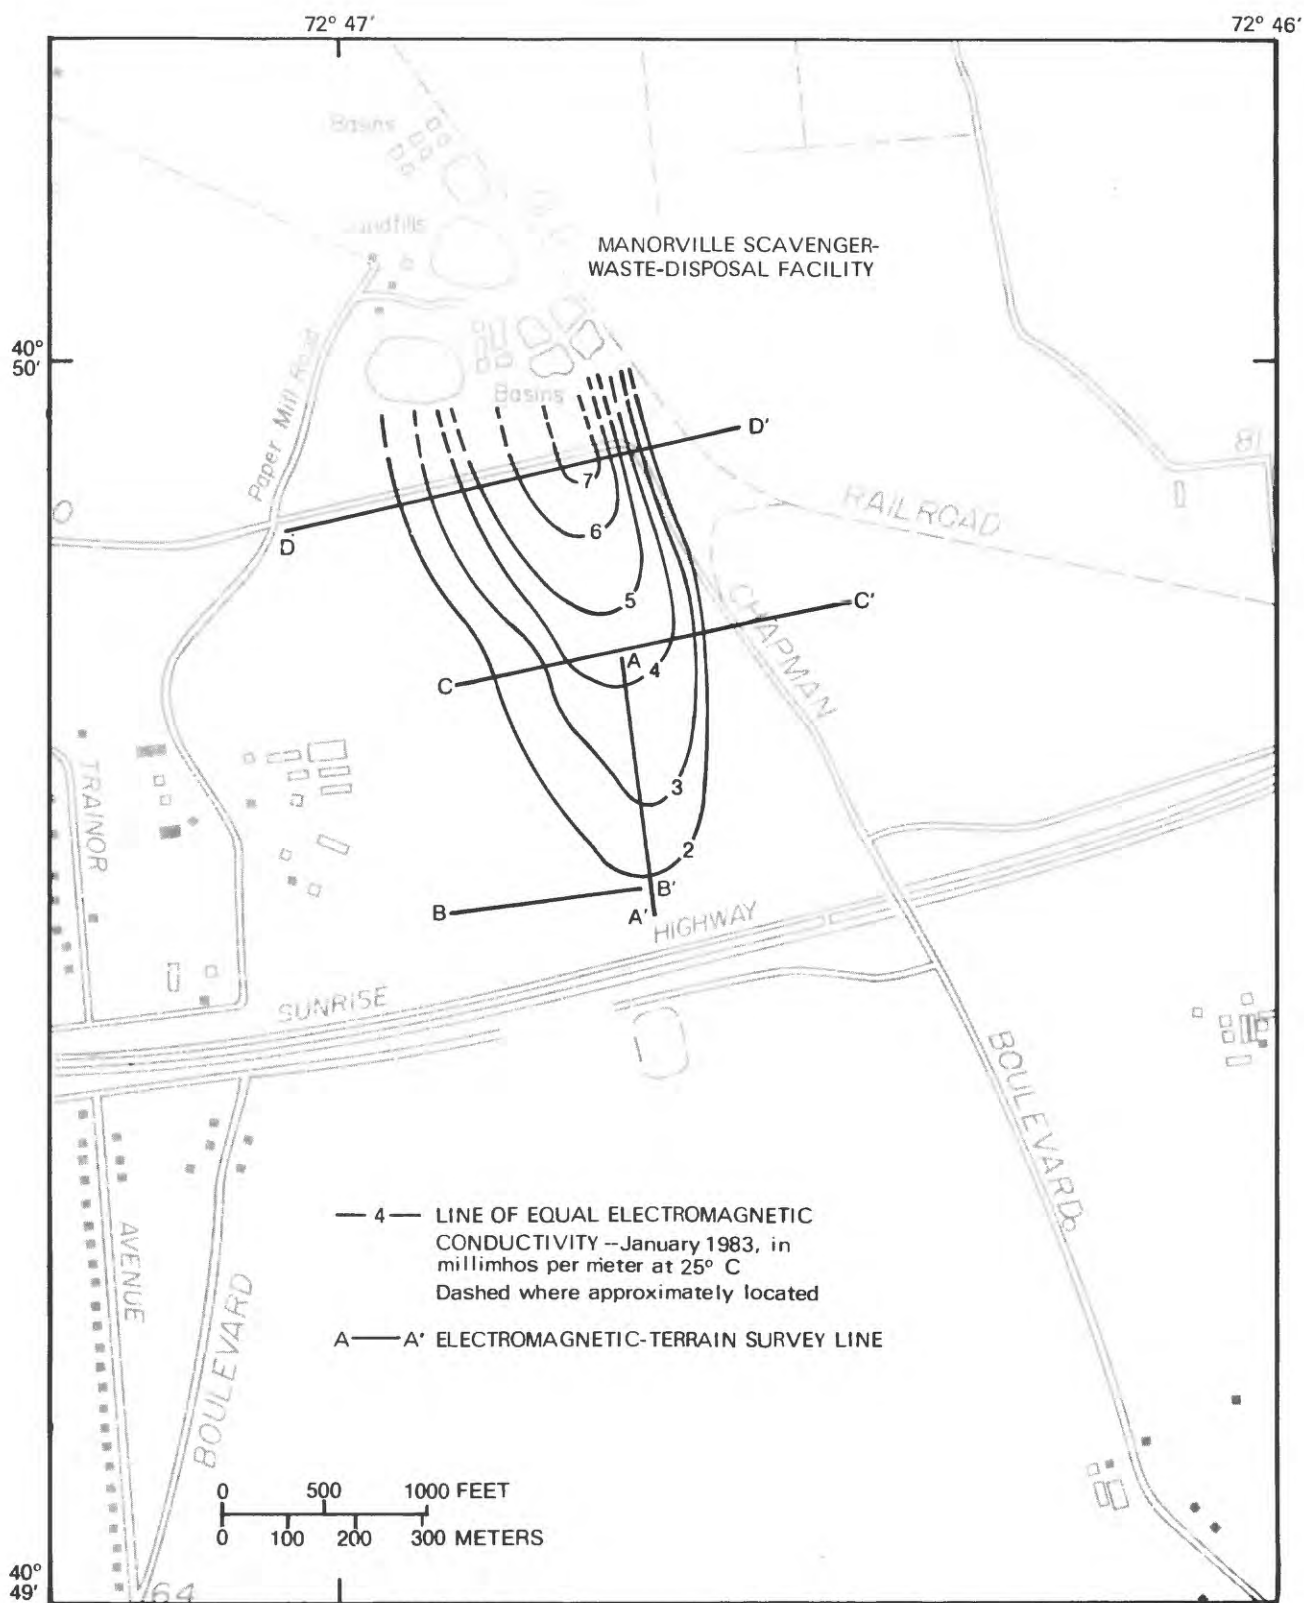 72° 47'
72° 46'
Basins
MANORVILLE SCAVENGER-
WASTE-DISPOSAL FACILITY
40°
50'
Paper Mill Road
Basins
D'
81
7
RAILROAD
6
D
5
C'
CHAPMAN
A
4
C
TRAINOR
3
2
B'
B
A'
HIGHWAY
SUNRISE
BOULEVARD
4
LINE OF EQUAL ELECTROMAGNETIC
CONDUCTIVITY--January 1983, in
millimhos per meter at 25° C
Dashed where approximately located
AVENUE
BOULEVARD
A A' ELECTROMAGNETIC-TERRAIN SURVEY LINE
0 500 1000 FEET
0 100 200 300 METERS
40°
49'
64